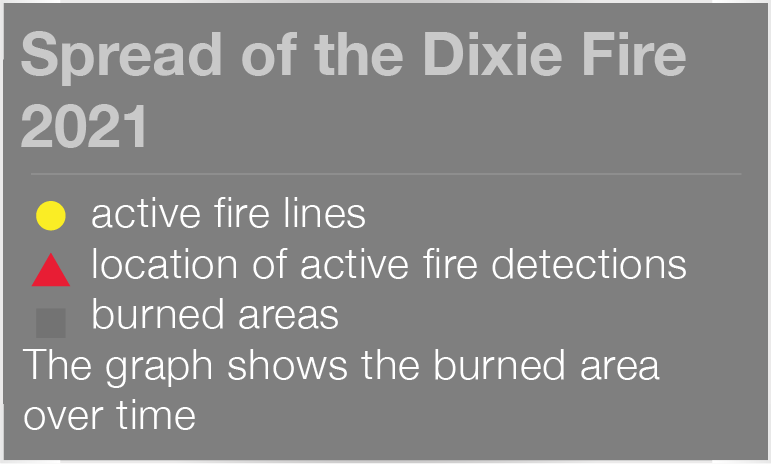 Spread of the Dixie Fire
2021
active fire lines
location of active fire detections
burned areas
The graph shows the burned area
over time